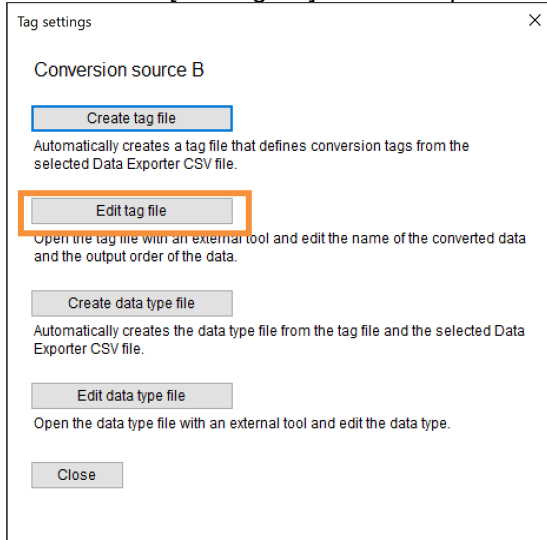 Tag settings
Conversion source B
Create tag file
Automatically creates a tag file that defines conversion tags from the
selected Data Exporter CSV file.
Edit tag file
Open the tag file with an external tool and edit the name of the converted data
and the output order of the data.
Create data type file
Automatically creates the data type file from the tag file and the selected Data
Exporter CSV file.
Edit data type file
Open the data type file with an external tool and edit the data type.
Close